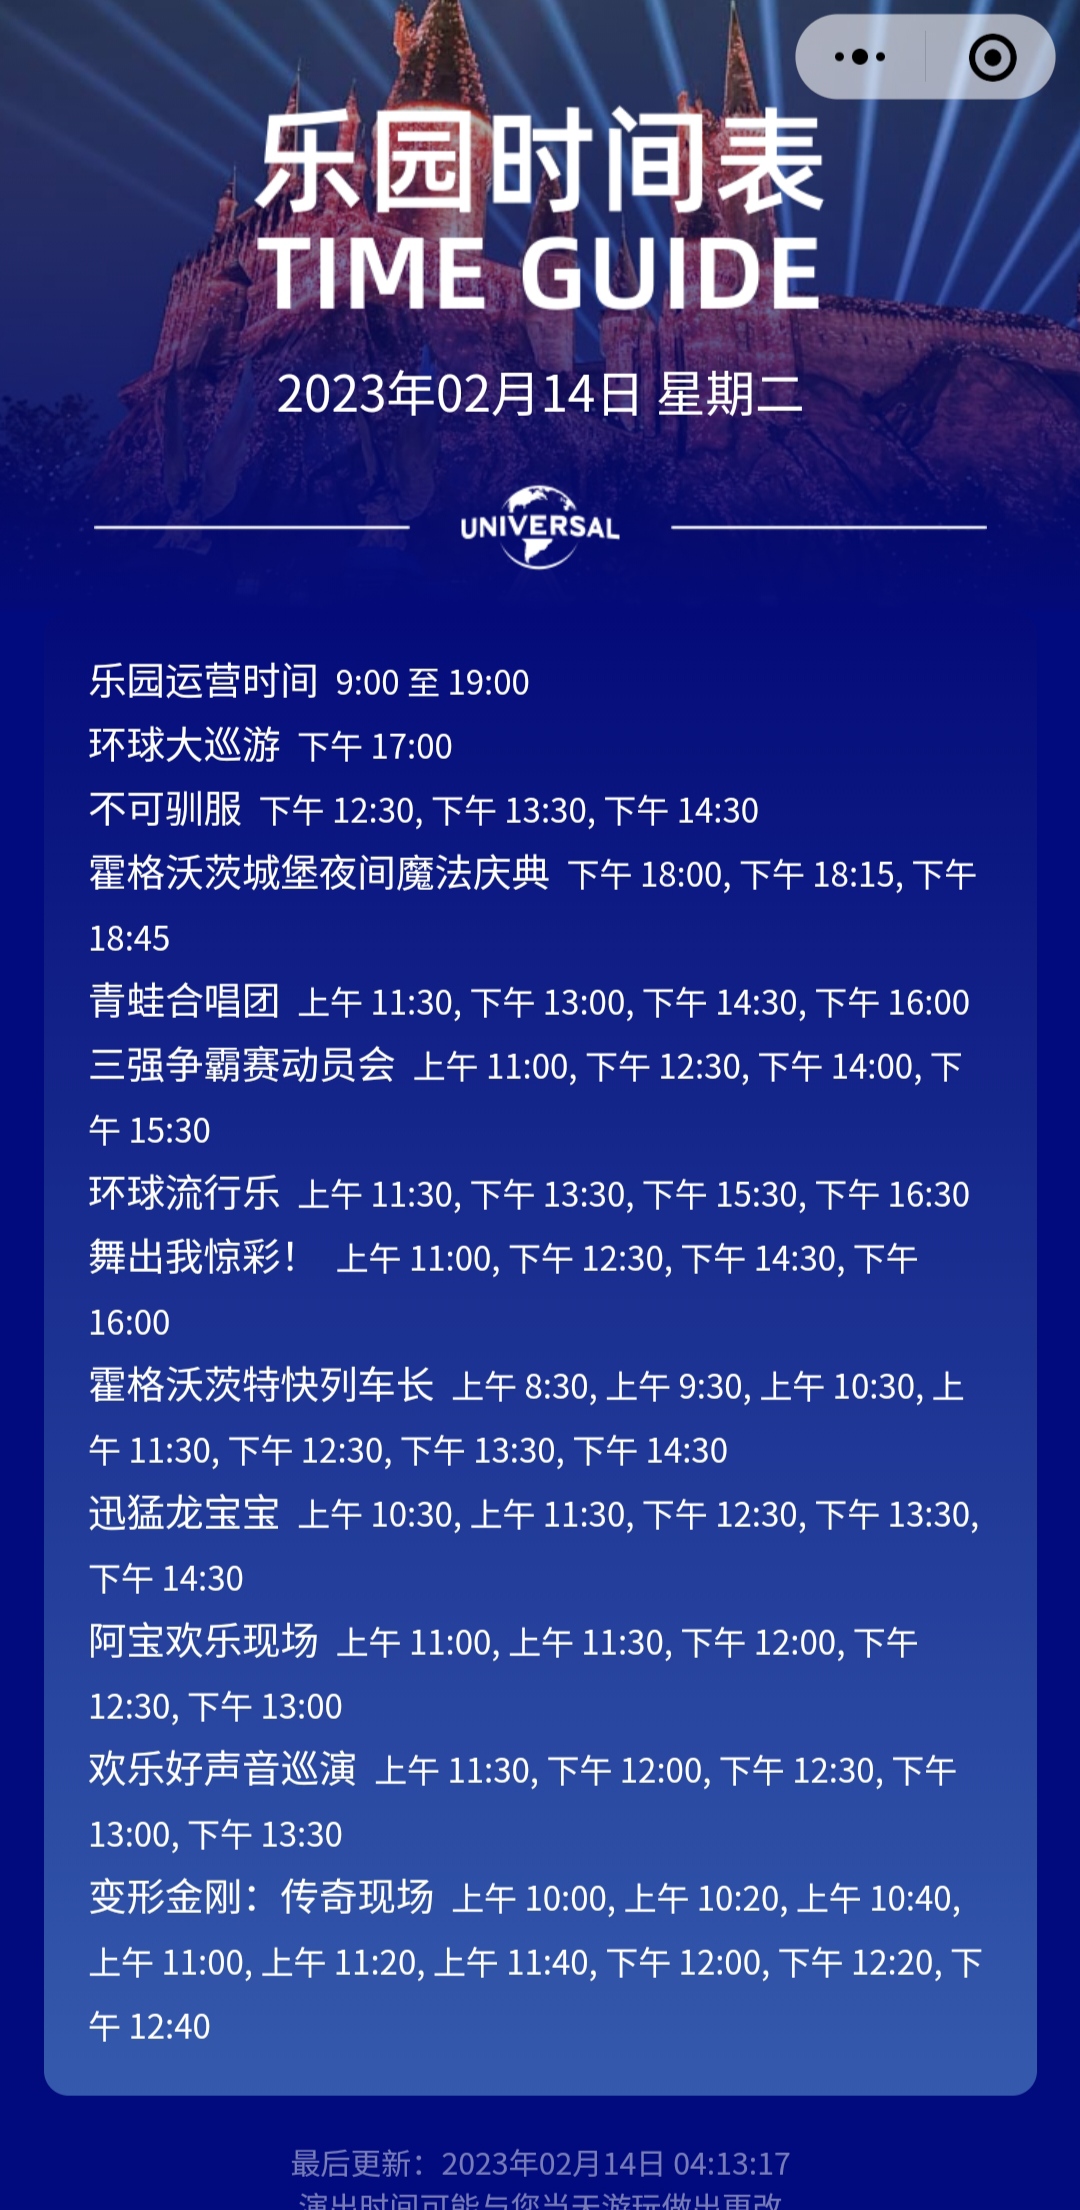 乐园时间表
TIME GUIDE
2023年02月14日 星期二
UNIVERSAL
乐园运营时间 9:00 至 19:00
环球大巡游 下午 17:00
不可驯服 下午 12:30, 下午 13:30, 下午 14:30
霍格沃茨城堡夜间魔法庆典 下午 18:00, 下午 18:15, 下午
18:45
青蛙合唱团 上午 11:30, 下午 13:00, 下午 14:30, 下午 16:00
三强争霸赛动员会 上午 11:00, 下午 12:30, 下午 14:00, 下
午 15:30
环球流行乐 上午 11:30, 下午 13:30, 下午 15:30, 下午 16:30
舞出我惊彩！ 上午 11:00, 下午 12:30, 下午 14:30, 下午
16:00
霍格沃茨特快列车长 上午 8:30, 上午 9:30, 上午 10:30, 上
午 11:30, 下午 12:30, 下午 13:30, 下午 14:30
迅猛龙宝宝 上午 10:30, 上午 11:30, 下午 12:30, 下午 13:30,
下午 14:30
阿宝欢乐现场 上午 11:00, 上午 11:30, 下午 12:00, 下午
12:30, 下午 13:00
欢乐好声音巡演 上午 11:30, 下午 12:00, 下午 12:30, 下午
13:00, 下午 13:30
变形金刚：传奇现场 上午 10:00, 上午 10:20, 上午 10:40,
上午 11:00, 上午 11:20, 上午 11:40, 下午 12:00, 下午 12:20, 下
午 12:40
最后更新：2023年02月14日 04:13:17
演出时间可能与您当天游玩做出更改